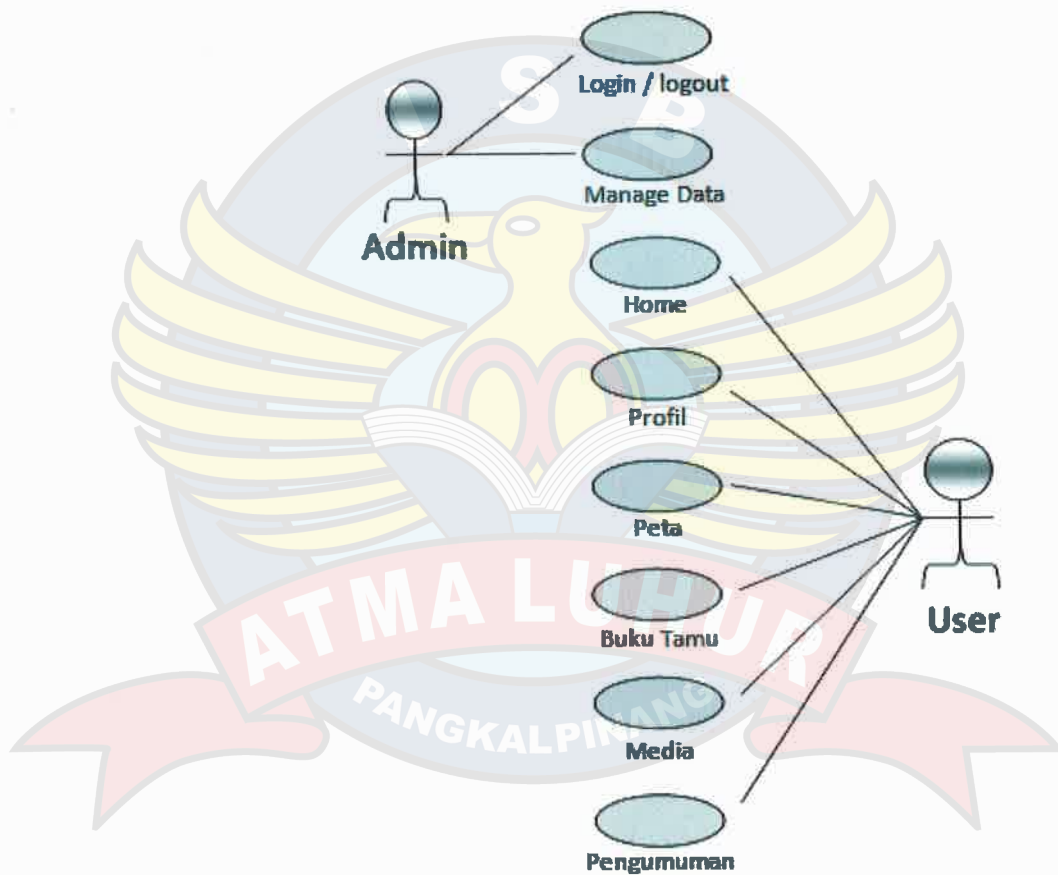 S B
Login / logout
Manage Data
Admin
Home
Profil
Peta
User
Buku Tamu
ATMA LUHUR
PANGKALPINANG
Media
Pengumuman